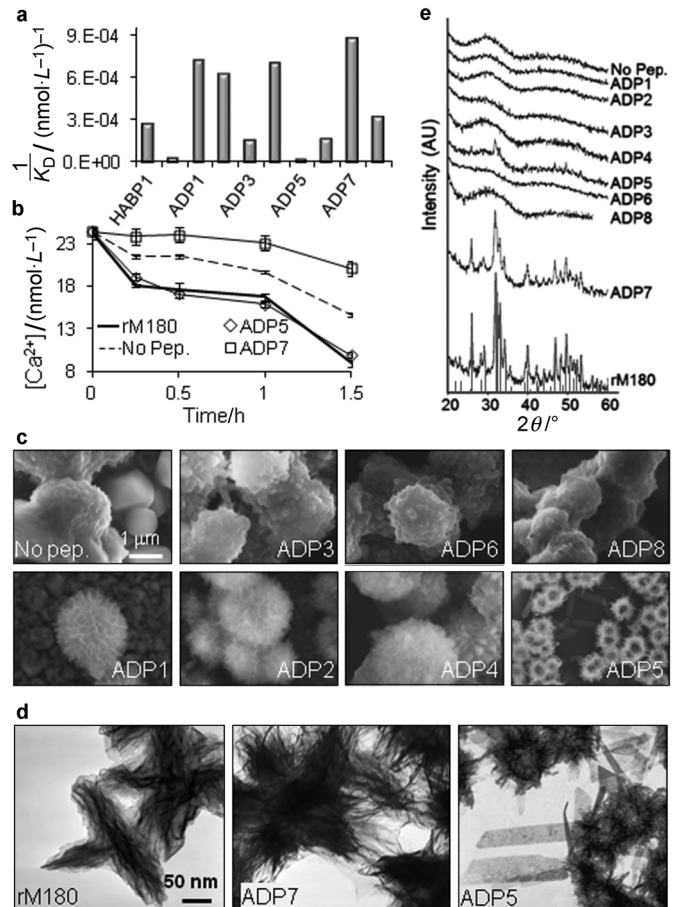 a
1/K_D / (nmol·L−1)−1
9.E-04
6.E-04
3.E-04
0.E+00
HABP1
ADP1
ADP3
ADP5
ADP7
b
[Ca2+]/(nmol·L−1)
23
18
13
8
rM180
ADP5
No Pep.
ADP7
0
0.5
1
1.5
Time/h
e
Intensity (AU)
No Pep.
ADP1
ADP2
ADP3
ADP4
ADP5
ADP6
ADP8
ADP7
rM180
20
30
40
50
60
2θ/°
c
No pep.
1 μm
ADP3
ADP6
ADP8
ADP1
ADP2
ADP4
ADP5
d
rM180
50 nm
ADP7
ADP5